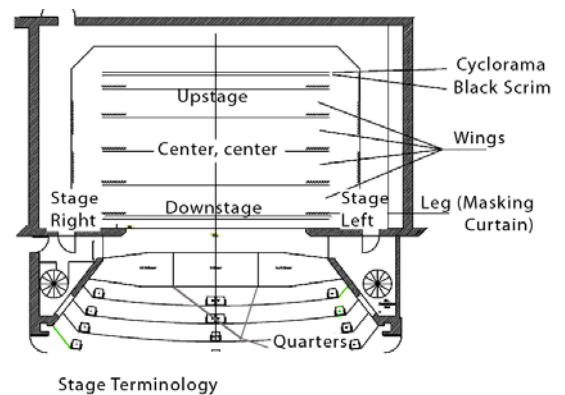 Cyclorama
Black Scrim
Upstage
Wings
Center, center
Stage
Right
Downstage
Stage
Left
Leg (Masking
Curtain)
Quarters
Stage Terminology